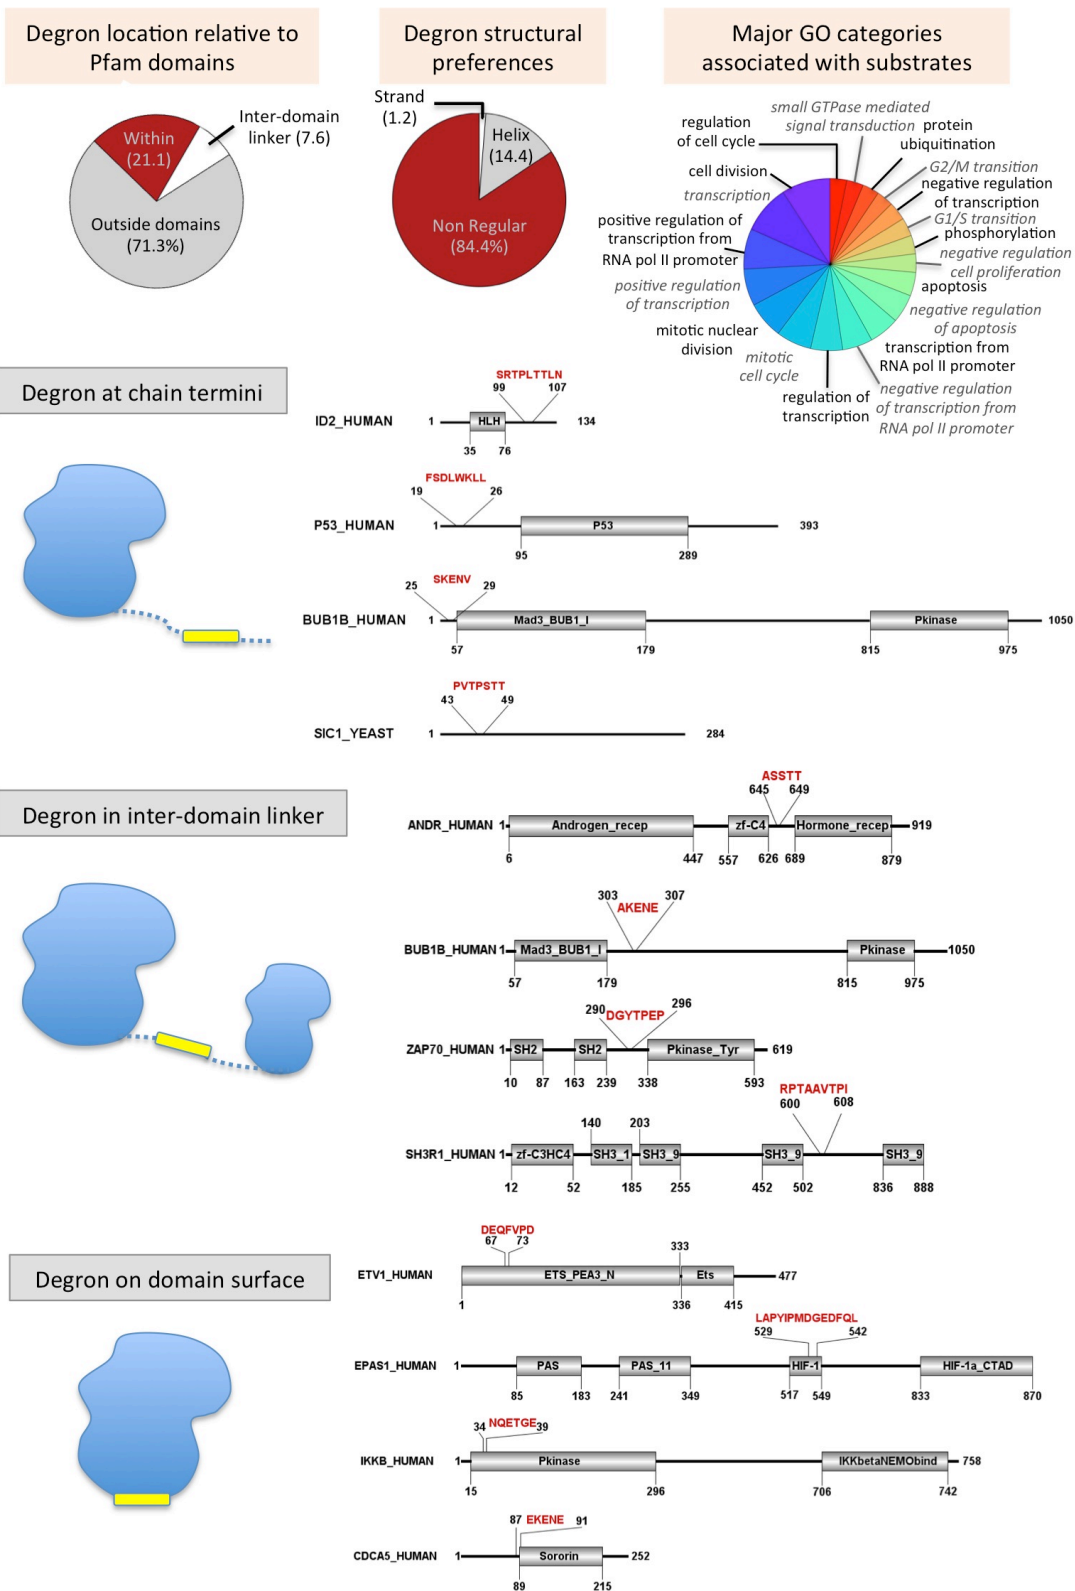 Degron location relative to
Pfam domains
Degron structural
preferences
Major GO categories
associated with substrates
Within
(21.1)
Inter-domain
linker (7.6)
Outside domains
(71.3%)
Strand
(1.2)
Helix
(14.4)
Non Regular
(84.4%)
small GTPase mediated
signal transduction
regulation
of cell cycle
protein
ubiquitination
cell division
G2/M transition
transcription
negative regulation
of transcription
G1/S transition
positive regulation of
transcription from
RNA pol II promoter
phosphorylation
negative regulation
cell proliferation
positive regulation
of transcription
apoptosis
negative regulation
of apoptosis
mitotic nuclear
division
transcription from
RNA pol II promoter
mitotic
cell cycle
regulation of
transcription
negative regulation
of transcription from
RNA pol II promoter
Degron at chain termini
SRTPLTTLN
99 107
ID2_HUMAN 1 HLH 134
35 76
FSDLWKLL
19 26
P53_HUMAN 1 P53 393
95 289
SKENV
25 29
BUB1B_HUMAN 1 Mad3_BUB1_I Pkinase 1050
57 179 815 975
PVTPSTT
43 49
SIC1_YEAST 1 284
Degron in inter-domain linker
ASSTT
645 649
ANDR_HUMAN 1 Androgen_recep zf-C4 Hormone_recep 919
6 447 557 626 689 879
303 307
AKENE
BUB1B_HUMAN 1 Mad3_BUB1_I Pkinase 1050
57 179 815 975
290 DGYTPEP 296
ZAP70_HUMAN 1 SH2 SH2 Pkinase_Tyr 619
10 87 163 239 338 593
RPTAAVTPI
600 608
140 203
SH3R1_HUMAN 1 zf-C3HC4 SH3_1 SH3_9 SH3_9 SH3_9
12 52 185 255 452 502 836 888
Degron on domain surface
DEQFVPD
67 73
333
ETV1_HUMAN ETS_PEA3_N Ets 477
1 336 415
LAPYIPMDGEDFQL
529 542
EPAS1_HUMAN 1 PAS PAS_11 HIF-1 HIF-1a_CTAD
85 183 241 349 517 549 833 870
34 NQETGE 39
IKKB_HUMAN 1 Pkinase IKKbetaNEMObind 758
15 296 706 742
87 EKENE 91
CDCA5_HUMAN 1 Sororin 252
89 215